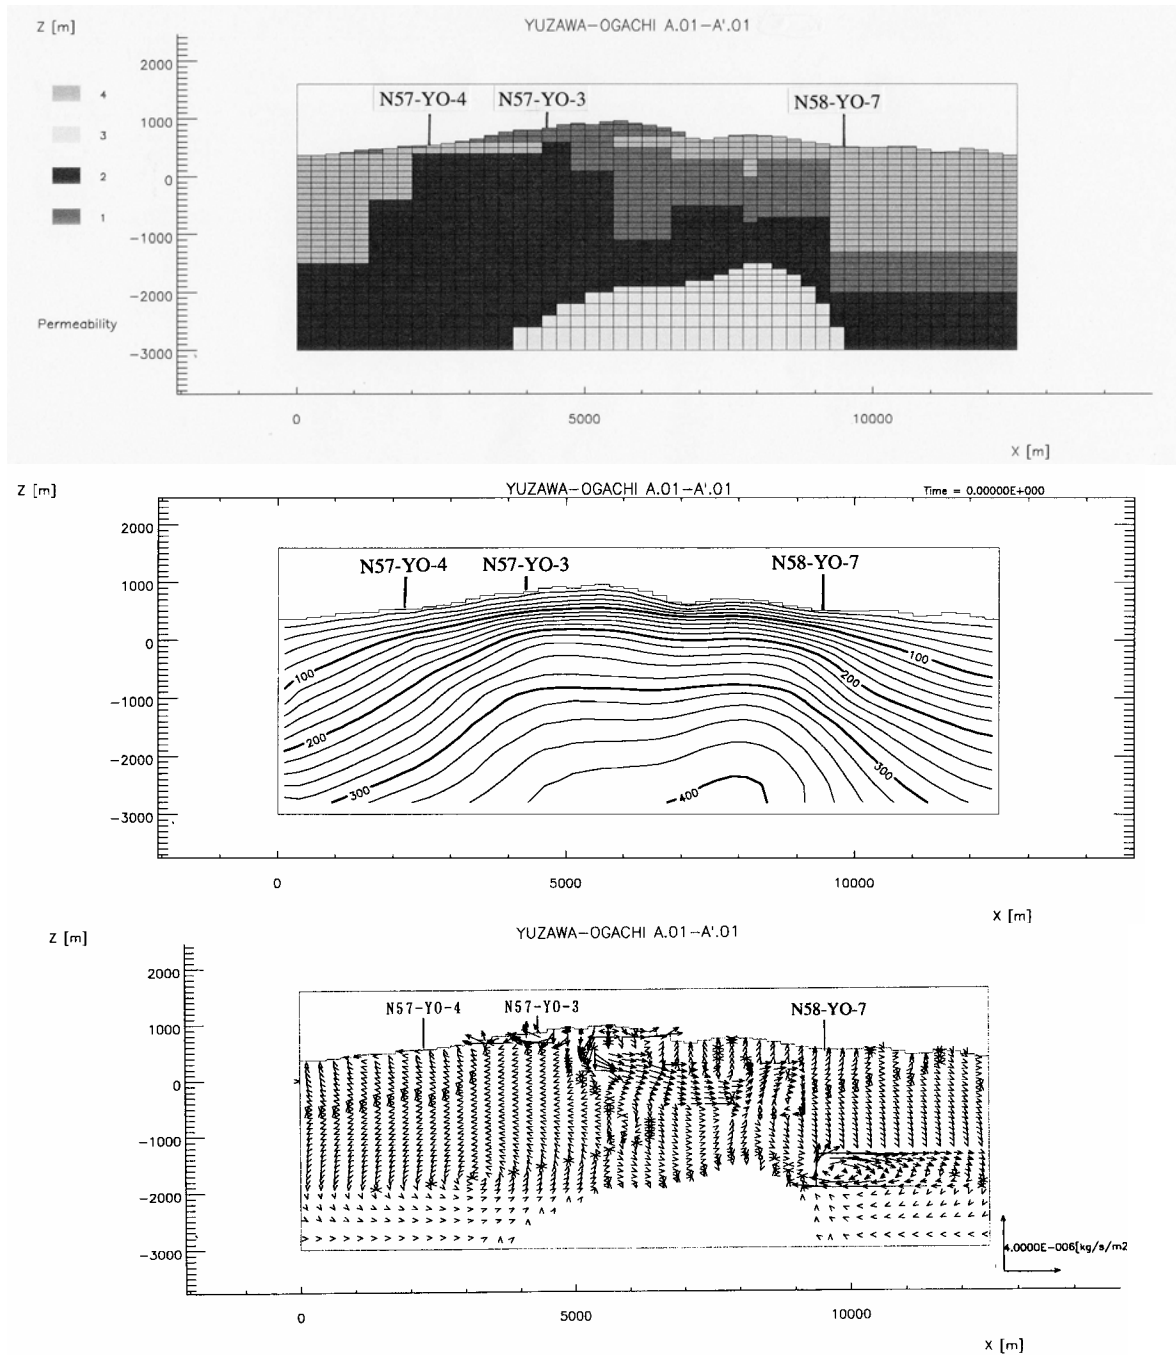 YUZAWA-OGACHI A.01-A'.01
Z [m]
2000
4
N57-YO-4 N57-YO-3 N58-YO-7
1000
3
2
0
1
-1000
-2000
Permeability
-3000
0 5000 10000
X [m]
Z [m] YUZAWA-OGACHI A.01-A'.01 Time = 0.00000E+000
2000
N57-YO-4 N57-YO-3 N58-YO-7
1000
0
100 100
200
-1000
200
-2000
300
300 400
-3000
0 5000 10000
X [m]
Z [m] YUZAWA-OGACHI A.01-A'.01
2000
N57-YO-4 N57-YO-3 N58-YO-7
1000
0
-1000
-2000
-3000
4.0000E-006[kg/s/m2
0 5000 10000
X [m]